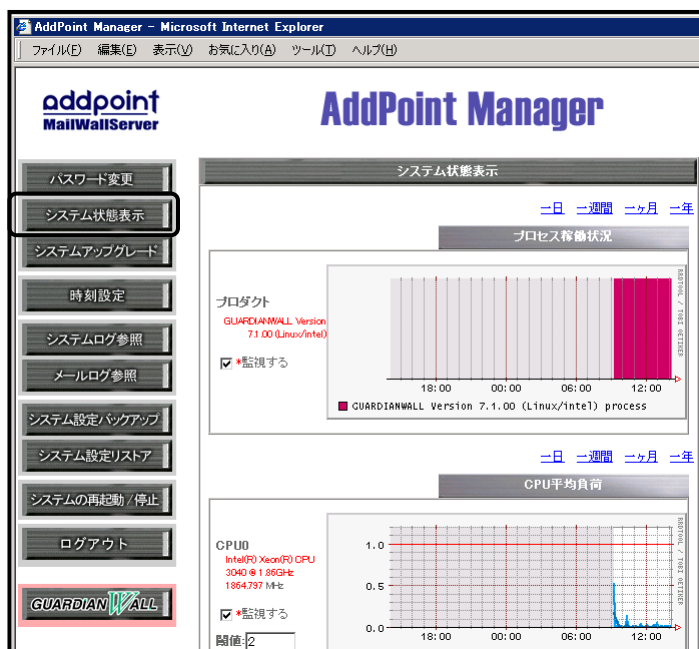 AddPoint Manager - Microsoft Internet Explorer
ファイル(F) 編集(E) 表示(V) お気に入り(A) ツール(T) ヘルプ(H)
addpoint
MailWallServer
AddPoint Manager
パスワード変更
システム状態表示
システムアップグレード
時刻設定
システムログ参照
メールログ参照
システム設定バックアップ
システム設定リストア
システムの再起動/停止
ログアウト
GUARDIANWALL
システム状態表示
一日 一週間 一ヶ月 一年
プロセス稼働状況
プロダクト
GUARDIANWALL Version
7.1.00 (Linux/intel)
*監視する
RRDTOOL / TOBI OETIKER
18:00 00:00 06:00 12:00
GUARDIANWALL Version 7.1.00 (Linux/intel) process
一日 一週間 一ヶ月 一年
CPU平均負荷
CPU0
Intel(R) Xeon(R) CPU
3040 @ 1.86GHz
1864.797 MHz
*監視する
閾値:2
RRDTOOL / TOBI OETIKER
1.0
0.5
0.0
18:00 00:00 06:00 12:00